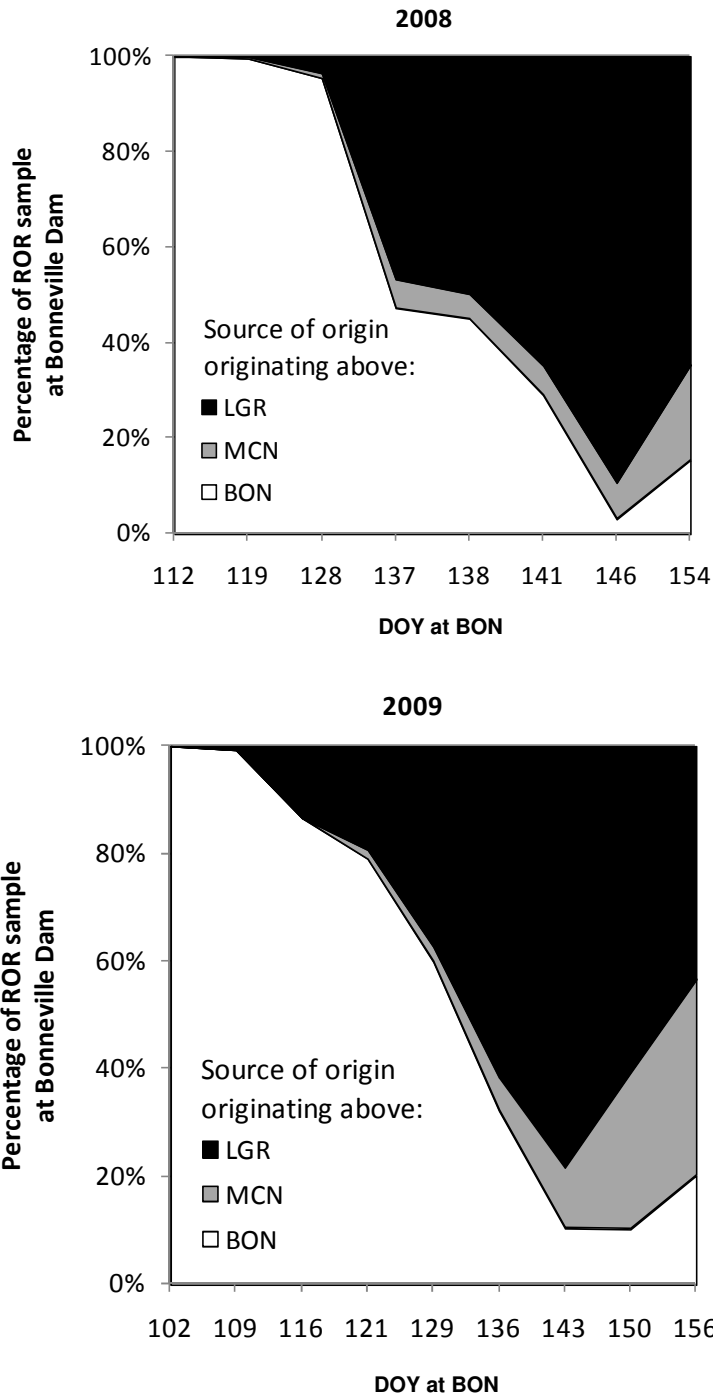 2008
Percentage of ROR sample
at Bonneville Dam
100%
80%
60%
40%
20%
0%
Source of origin
originating above:
LGR
MCN
BON
112 119 128 137 138 141 146 154
DOY at BON
2009
Percentage of ROR sample
at Bonneville Dam
100%
80%
60%
40%
20%
0%
Source of origin
originating above:
LGR
MCN
BON
102 109 116 121 129 136 143 150 156
DOY at BON